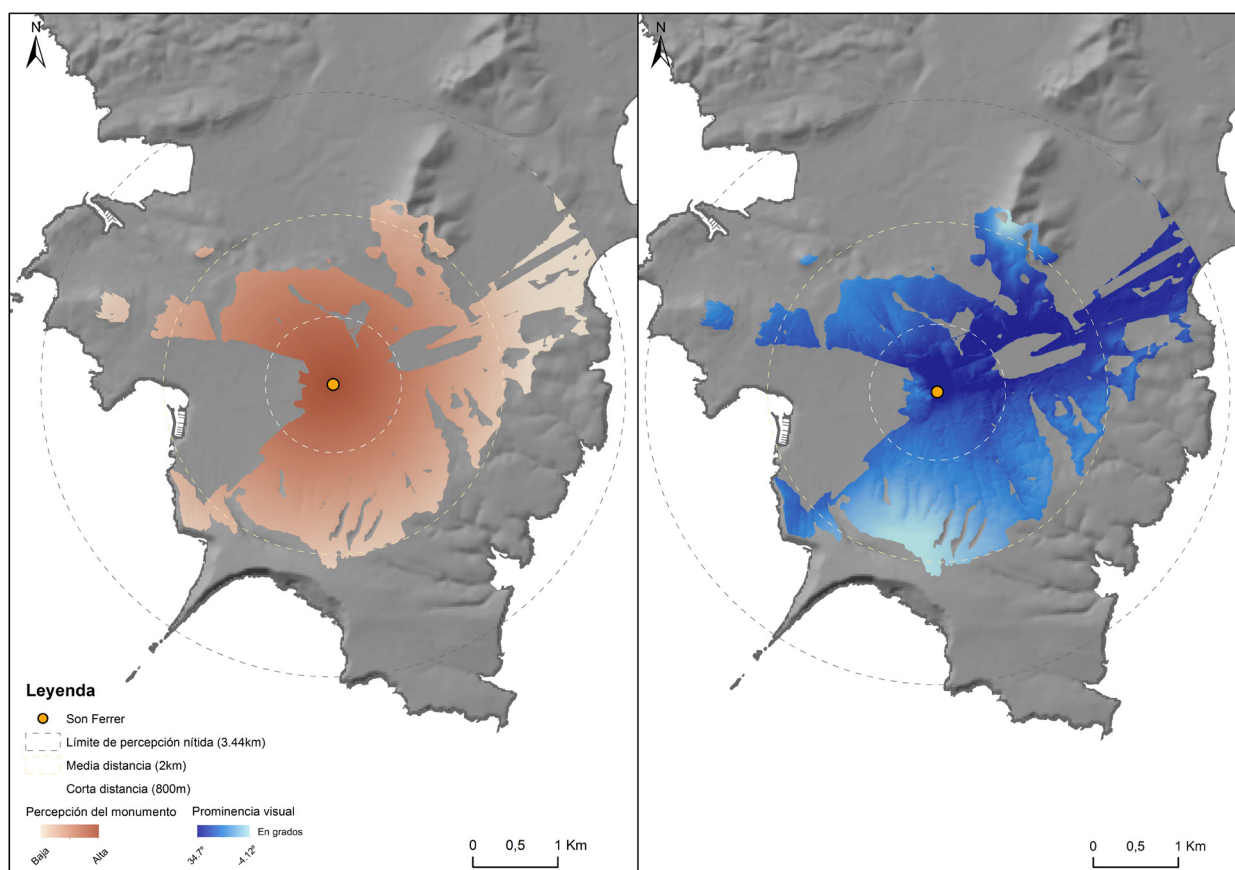 N
N
Leyenda
Son Ferrer
Límite de percepción nítida (3.44km)
Media distancia (2km)
Corta distancia (800m)
Percepción del monumento
Prominencia visual
En grados
Baja
Alta
34.7º
-4.12º
0 0,5 1 Km
0 0,5 1 Km